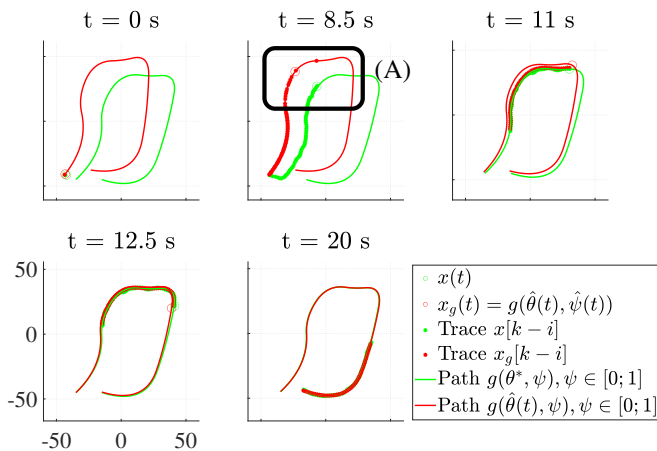 t = 0 s
t = 8.5 s
t = 11 s
(A)
t = 12.5 s
t = 20 s
50
0
-50
-50
0
50
x(t)
x_g(t) = g(θ̂(t), ψ̂(t))
Trace x[k − i]
Trace x_g[k − i]
Path g(θ*, ψ), ψ ∈ [0; 1]
Path g(θ̂(t), ψ), ψ ∈ [0; 1]